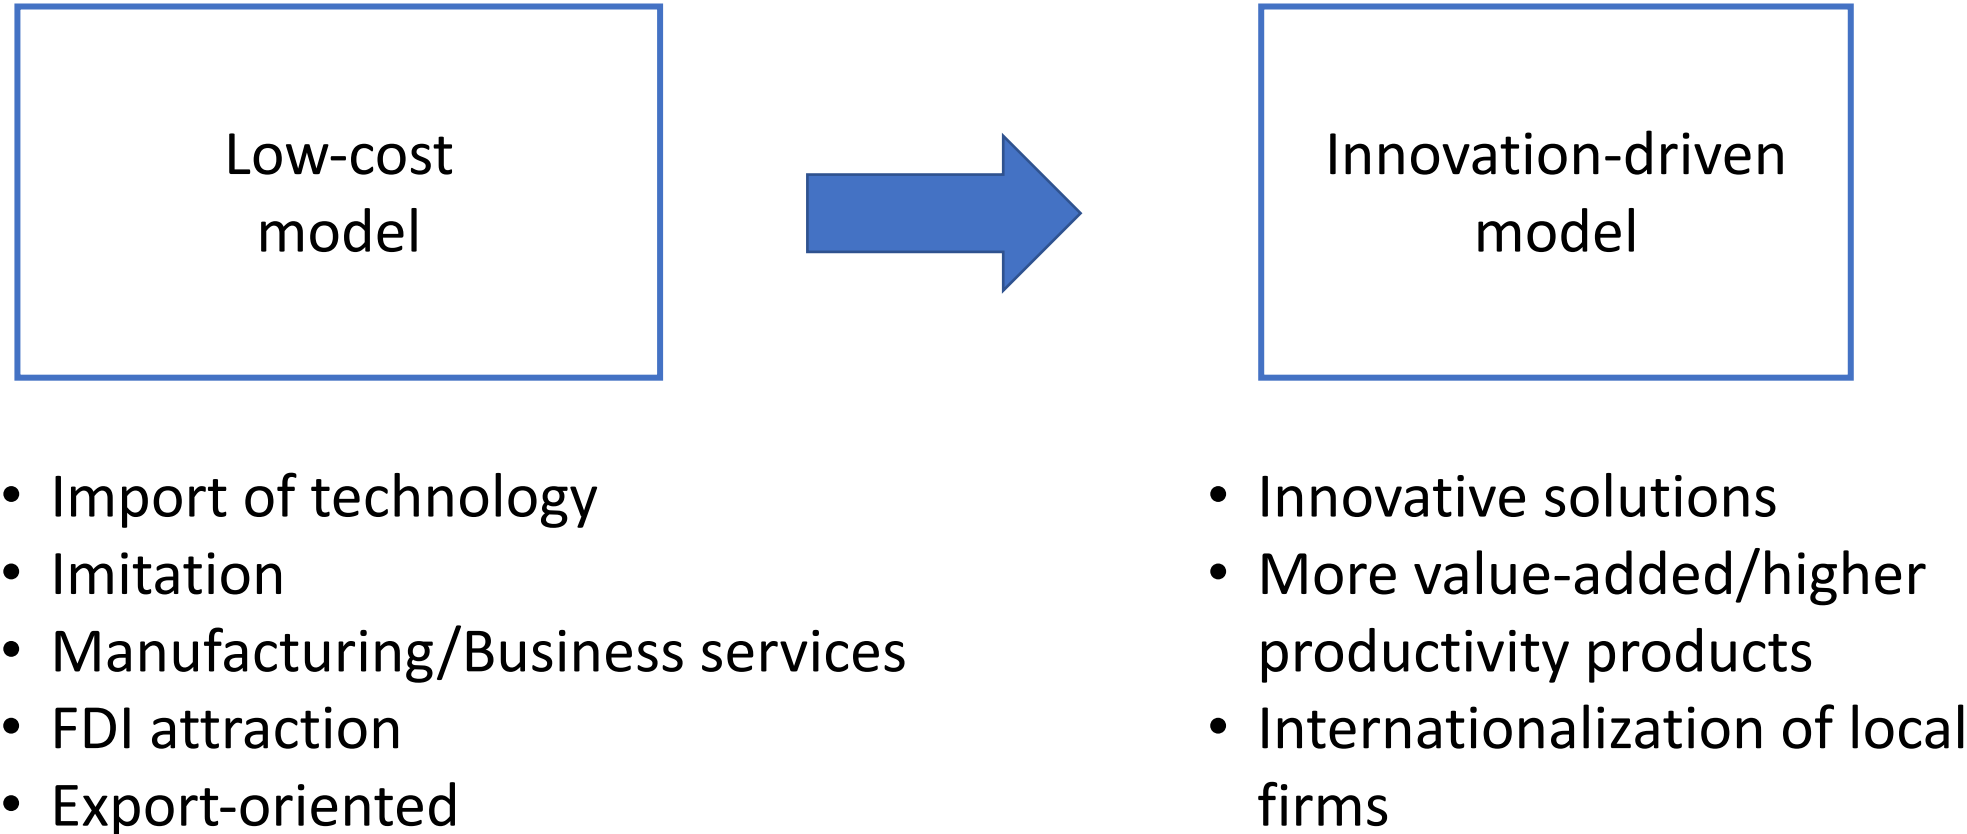 Low-cost
model
Innovation-driven
model
• Import of technology
• Imitation
• Manufacturing/Business services
• FDI attraction
• Export-oriented
• Innovative solutions
• More value-added/higher
productivity products
• Internationalization of local
firms